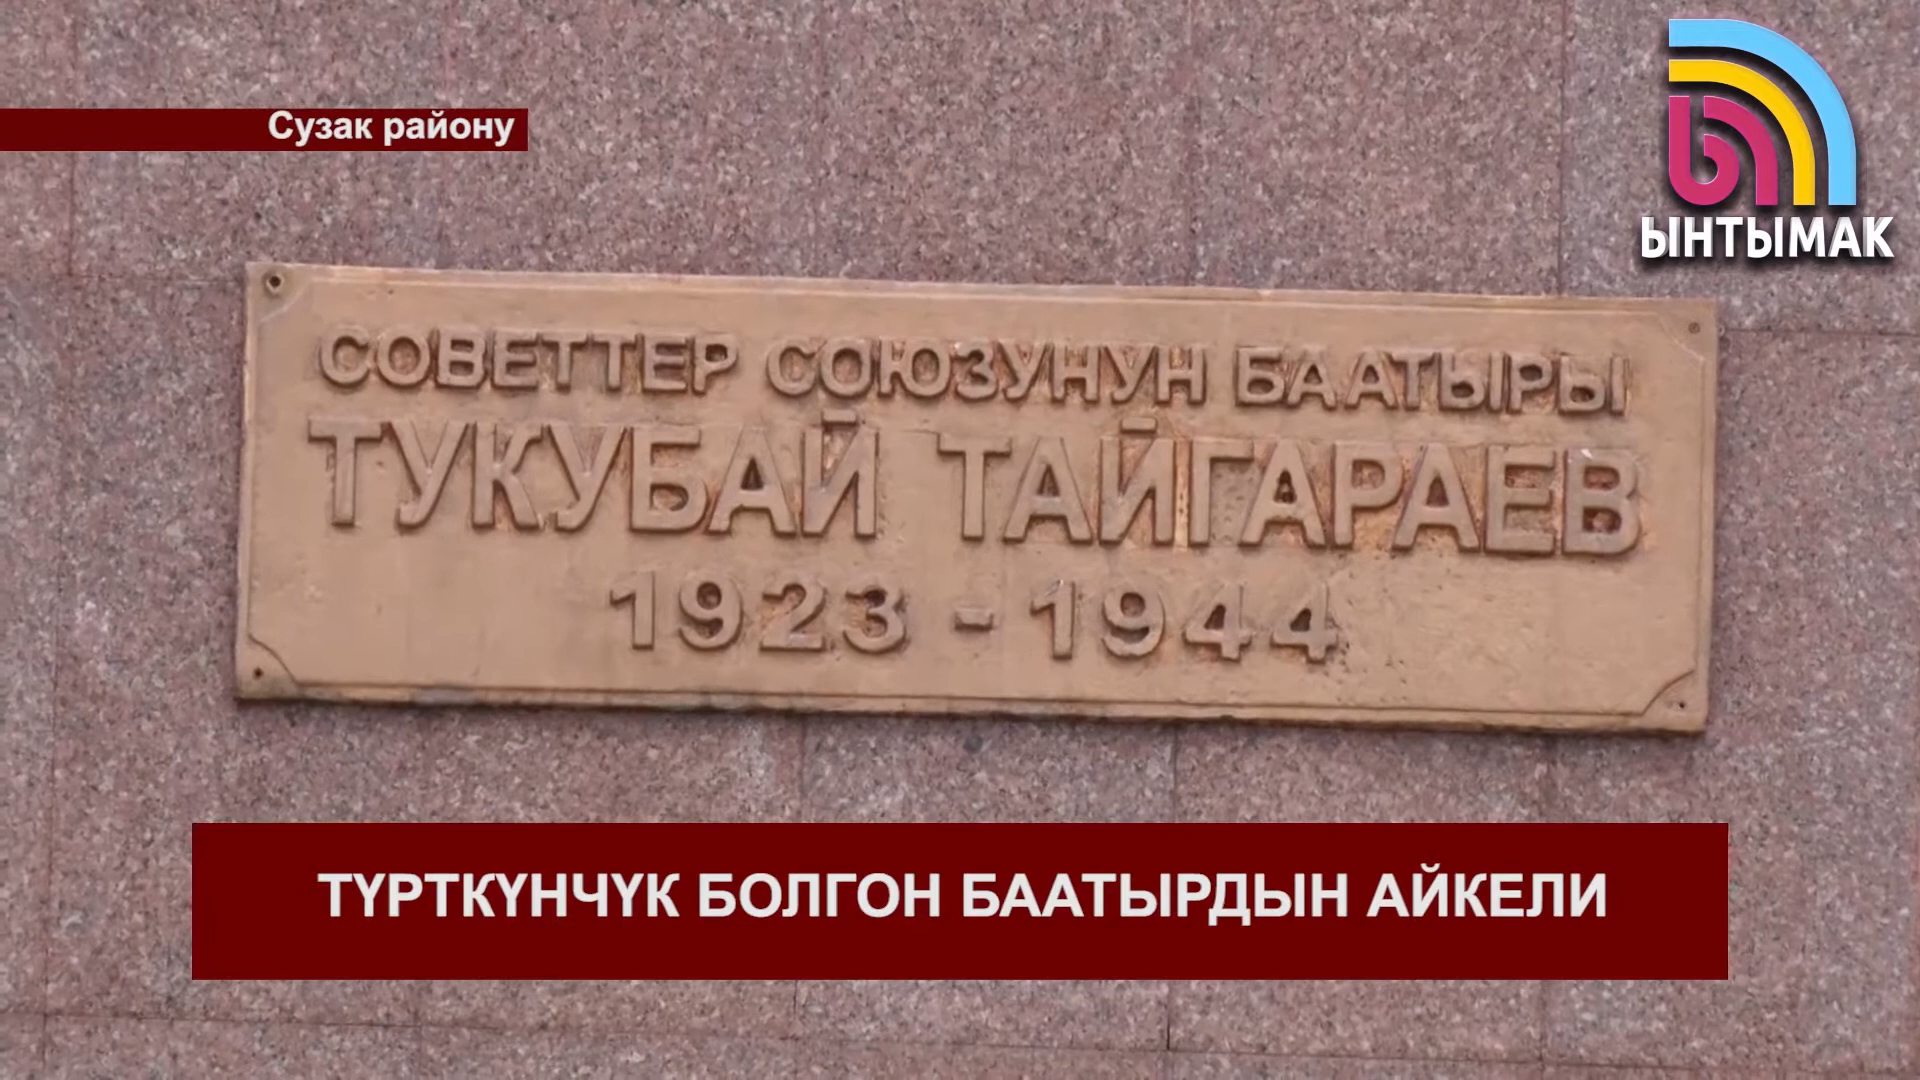 Сузак району
ЫНТЫМАК
СОВЕТТЕР СОЮЗУНУН БААТЫРЫ
ТУКУБАЙ ТАЙГАРАЕВ
1923 - 1944
ТҮРТКҮНЧҮК БОЛГОН БААТЫРДЫН АЙКЕЛИ